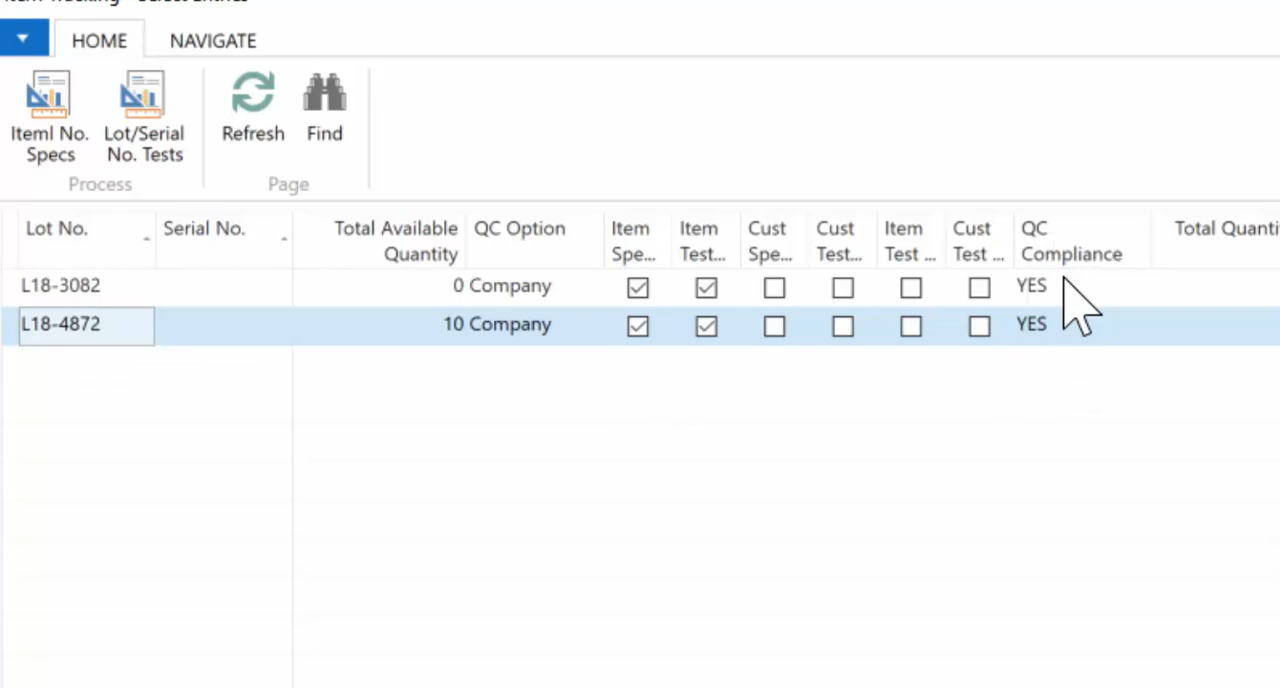 HOME NAVIGATE
Iteml No. Lot/Serial Refresh Find
Specs No. Tests
Process Page
Lot No. Serial No. Total Available QC Option Item Item Cust Cust Item Cust QC Total Quanti
Quantity Spe... Test... Spe... Test... Test ... Test ... Compliance
L18-3082 0 Company YES
L18-4872 10 Company YES